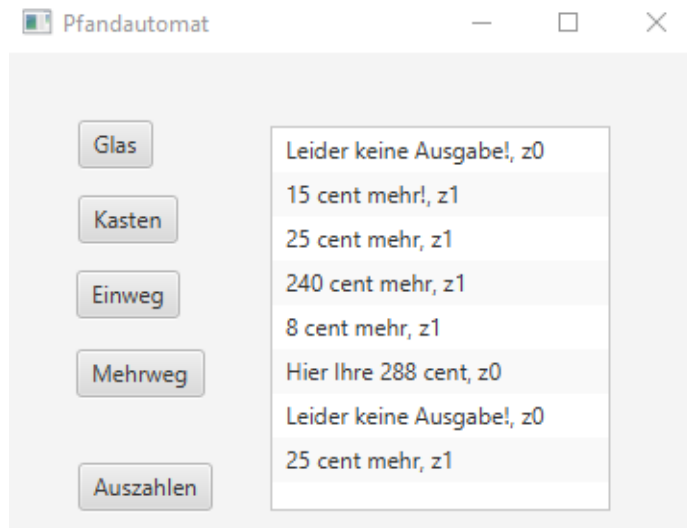 Pfandautomat
Glas
Kasten
Einweg
Mehrweg
Auszahlen
Leider keine Ausgabe!, z0
15 cent mehr!, z1
25 cent mehr, z1
240 cent mehr, z1
8 cent mehr, z1
Hier Ihre 288 cent, z0
Leider keine Ausgabe!, z0
25 cent mehr, z1